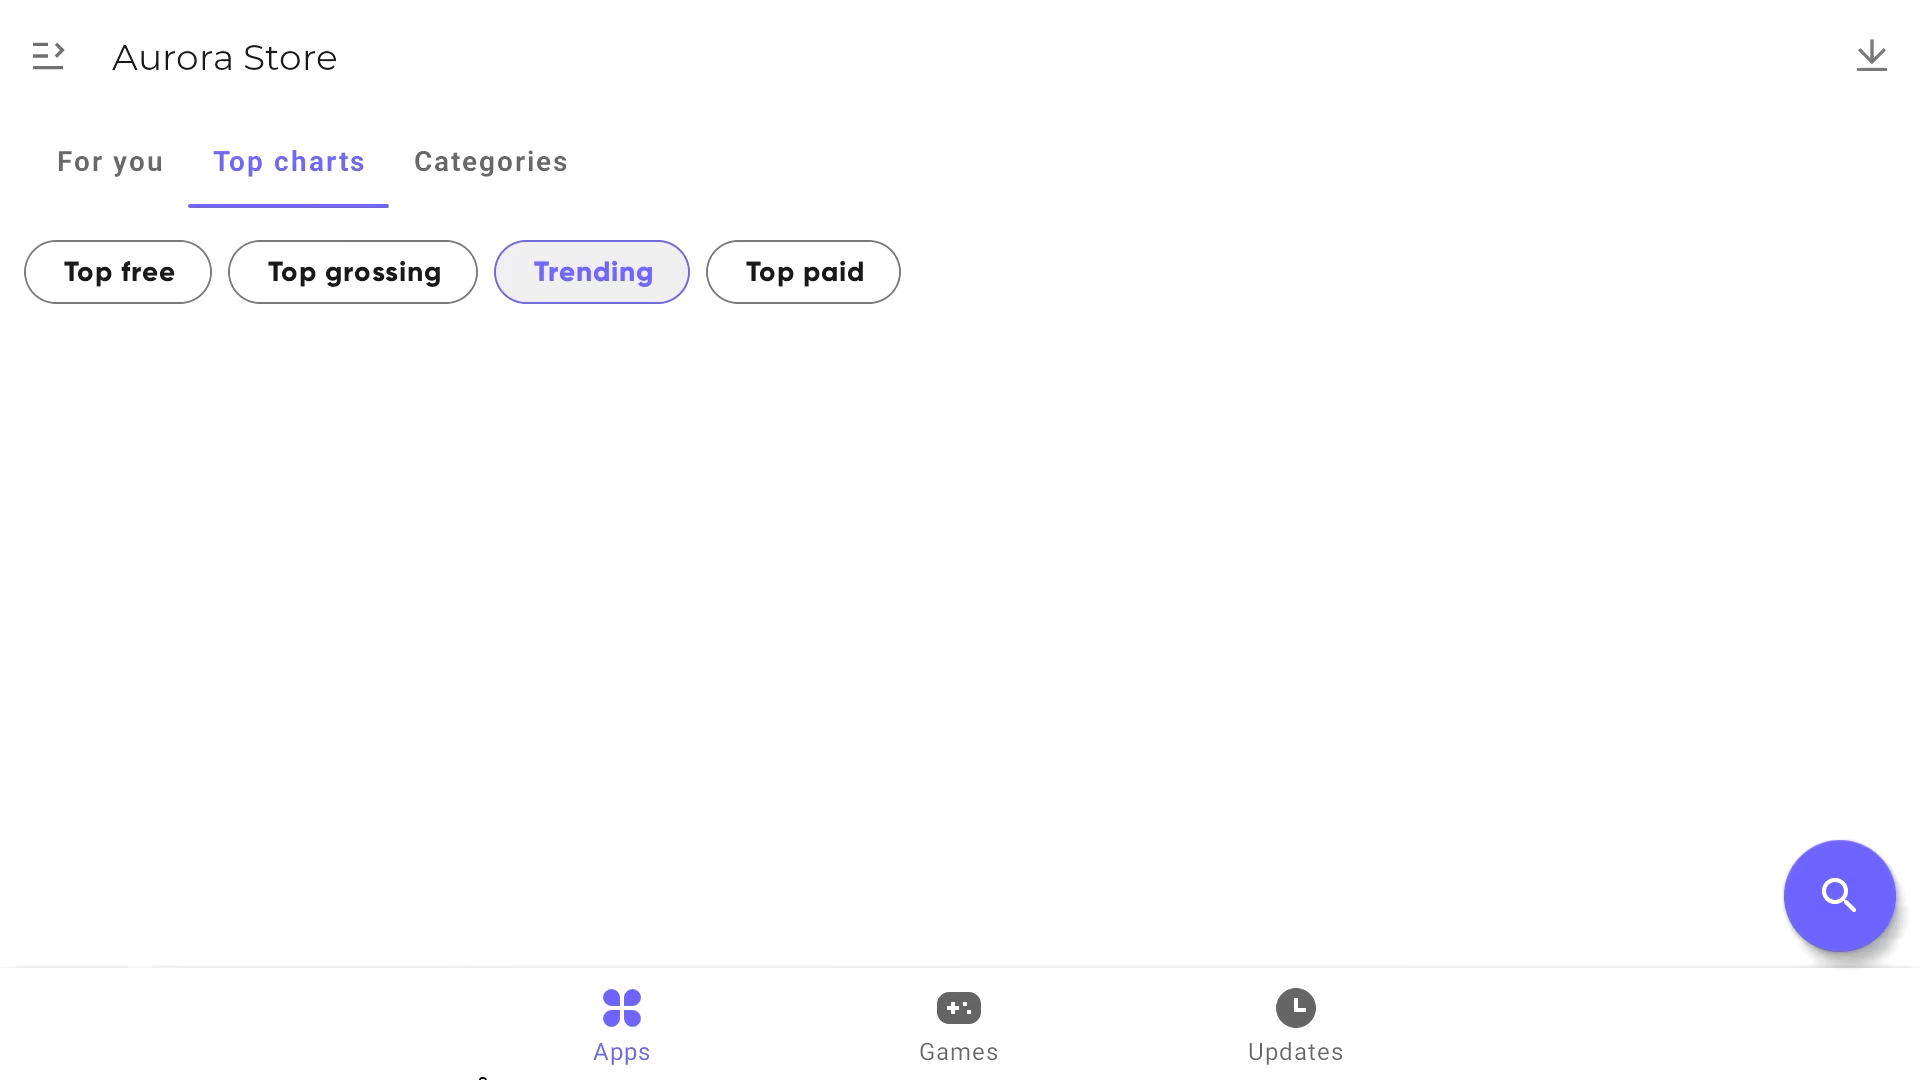 Aurora Store
For you
Top charts
Categories
Top free
Top grossing
Trending
Top paid
Apps
Games
Updates